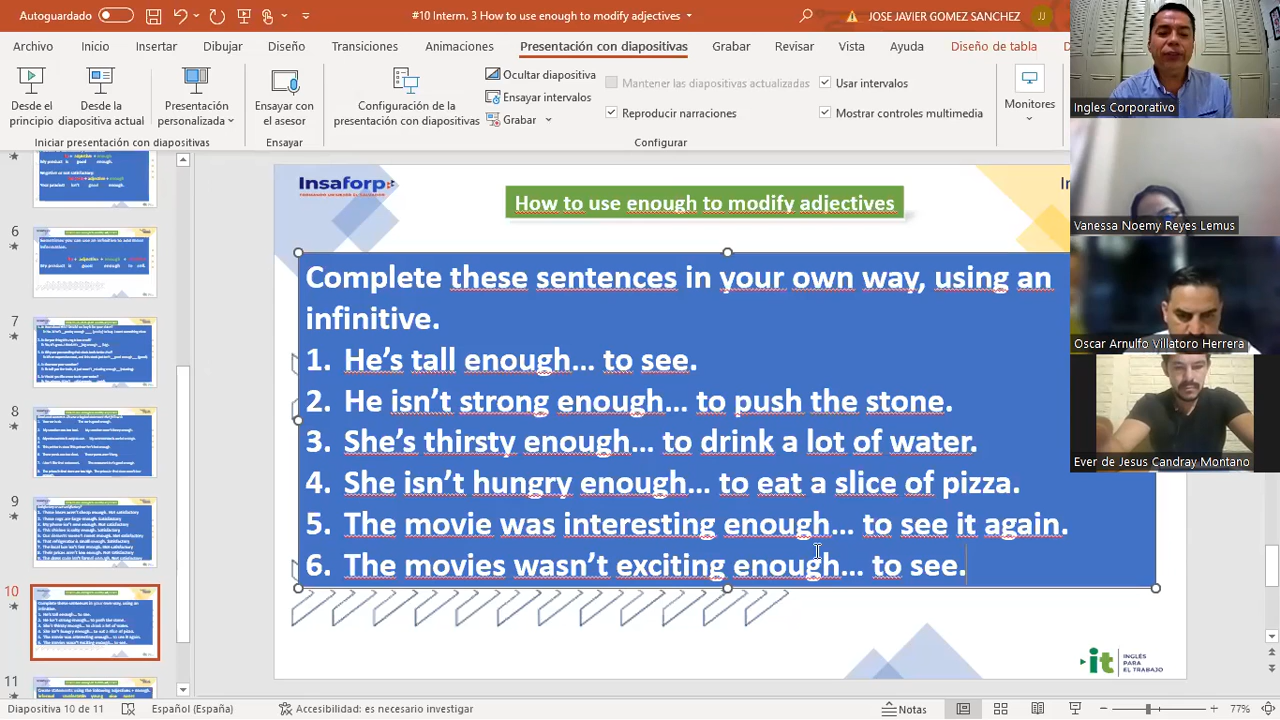 Autoguardado
#10 Interm. 3 How to use enough to modify adjectives
JOSE JAVIER GOMEZ SANCHEZ
JJ
Archivo Inicio Insertar Dibujar Diseño Transiciones Animaciones Presentación con diapositivas Grabar Revisar Vista Ayuda Diseño de tabla
Desde el principio
Desde la diapositiva actual
Presentación personalizada
Ensayar con el asesor
Configuración de la presentación con diapositivas
Ocultar diapositiva
Ensayar intervalos
Grabar
Mantener las diapositivas actualizadas
Reproducir narraciones
Usar intervalos
Mostrar controles multimedia
Monitores
Iniciar presentación con diapositivas
Ensayar
Configurar
Ingles Corporativo
Vanessa Noemy Reyes Lemus
Oscar Arnulfo Villatoro Herrera
Ever de Jesus Candray Montano
6
7
8
9
10
11
Insaforp
How to use enough to modify adjectives
Complete these sentences in your own way, using an
infinitive.
1. He's tall enough... to see.
2. He isn't strong enough... to push the stone.
3. She's thirsty enough... to drink alot of water.
4. She isn't hungry enough... to eat a slice of pizza.
5. The movie was interesting enough... to see it again.
6. The movies wasn't exciting enough... to see.
it
INGLÉS
PARA
EL TRABAJO
Diapositiva 10 de 11
Español (España)
Accesibilidad: es necesario investigar
Notas
77%